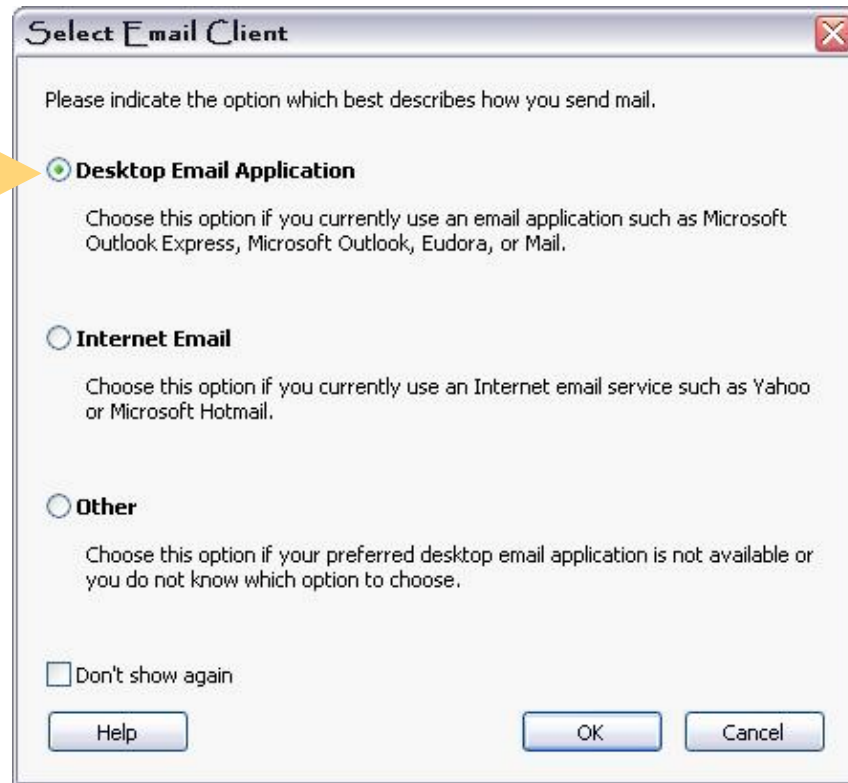 Select Email Client
Please indicate the option which best describes how you send mail.
Desktop Email Application
Choose this option if you currently use an email application such as Microsoft
Outlook Express, Microsoft Outlook, Eudora, or Mail.
Internet Email
Choose this option if you currently use an Internet email service such as Yahoo
or Microsoft Hotmail.
Other
Choose this option if your preferred desktop email application is not available or
you do not know which option to choose.
Don't show again
Help OK Cancel